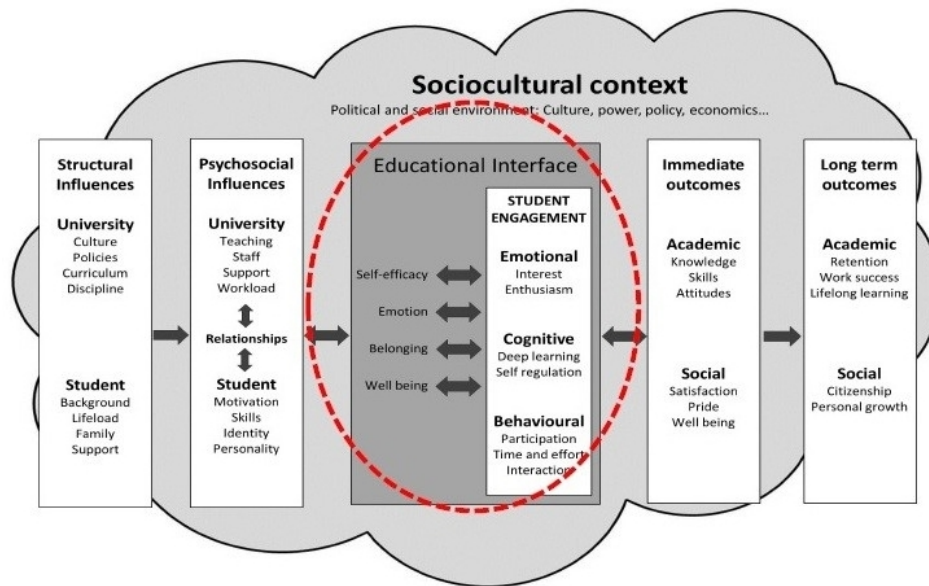 Sociocultural context
Political and social environment: Culture, power, policy, economics...
Structural
Influences
University
Culture
Policies
Curriculum
Discipline
Student
Background
Lifeload
Family
Support
Psychosocial
Influences
University
Teaching
Staff
Support
Workload
Relationships
Student
Motivation
Skills
Identity
Personality
Educational Interface
Self-efficacy
Emotion
Belonging
Well being
STUDENT
ENGAGEMENT
Emotional
Interest
Enthusiasm
Cognitive
Deep learning
Self regulation
Behavioural
Participation
Time and effort
Interaction
Immediate
outcomes
Academic
Knowledge
Skills
Attitudes
Social
Satisfaction
Pride
Well being
Long term
outcomes
Academic
Retention
Work success
Lifelong learning
Social
Citizenship
Personal growth